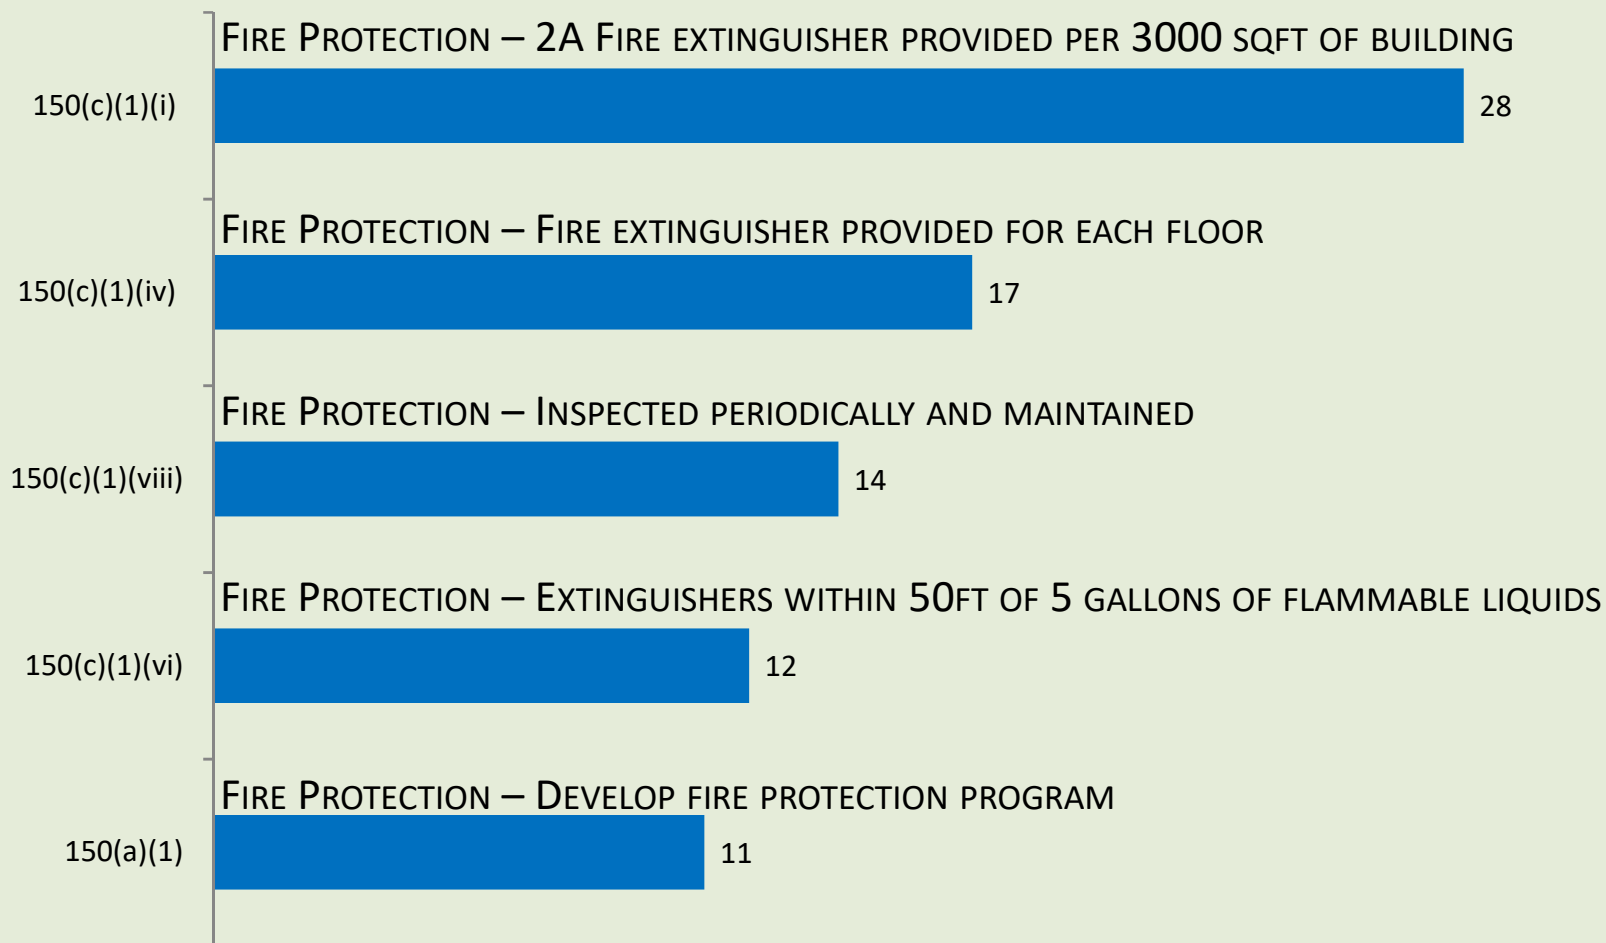 FIRE PROTECTION – 2A FIRE EXTINGUISHER PROVIDED PER 3000 SQFT OF BUILDING
150(c)(1)(i)
28
FIRE PROTECTION – FIRE EXTINGUISHER PROVIDED FOR EACH FLOOR
150(c)(1)(iv)
17
FIRE PROTECTION – INSPECTED PERIODICALLY AND MAINTAINED
150(c)(1)(viii)
14
FIRE PROTECTION – EXTINGUISHERS WITHIN 50FT OF 5 GALLONS OF FLAMMABLE LIQUIDS
150(c)(1)(vi)
12
FIRE PROTECTION – DEVELOP FIRE PROTECTION PROGRAM
150(a)(1)
11